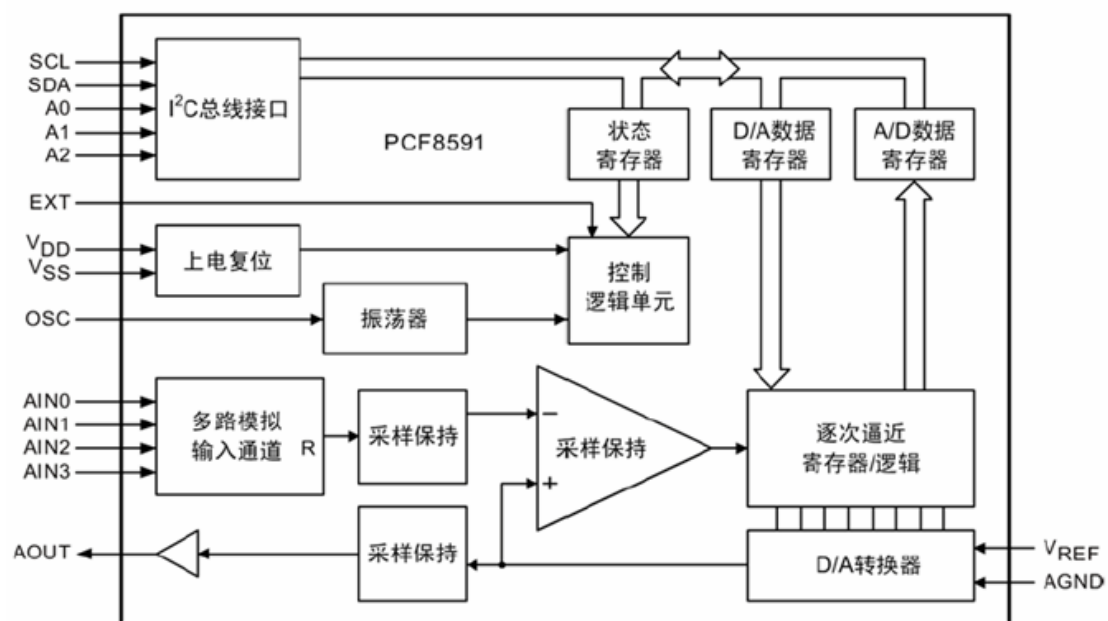 SCL
SDA
A0
A1
A2
I²C总线接口
PCF8591
状态
寄存器
D/A数据
寄存器
A/D数据
寄存器
EXT
VDD
VSS
上电复位
控制
逻辑单元
OSC
振荡器
AIN0
AIN1
AIN2
AIN3
多路模拟
输入通道 R
采样保持
−
+
采样保持
逐次逼近
寄存器/逻辑
AOUT
采样保持
D/A转换器
VREF
AGND